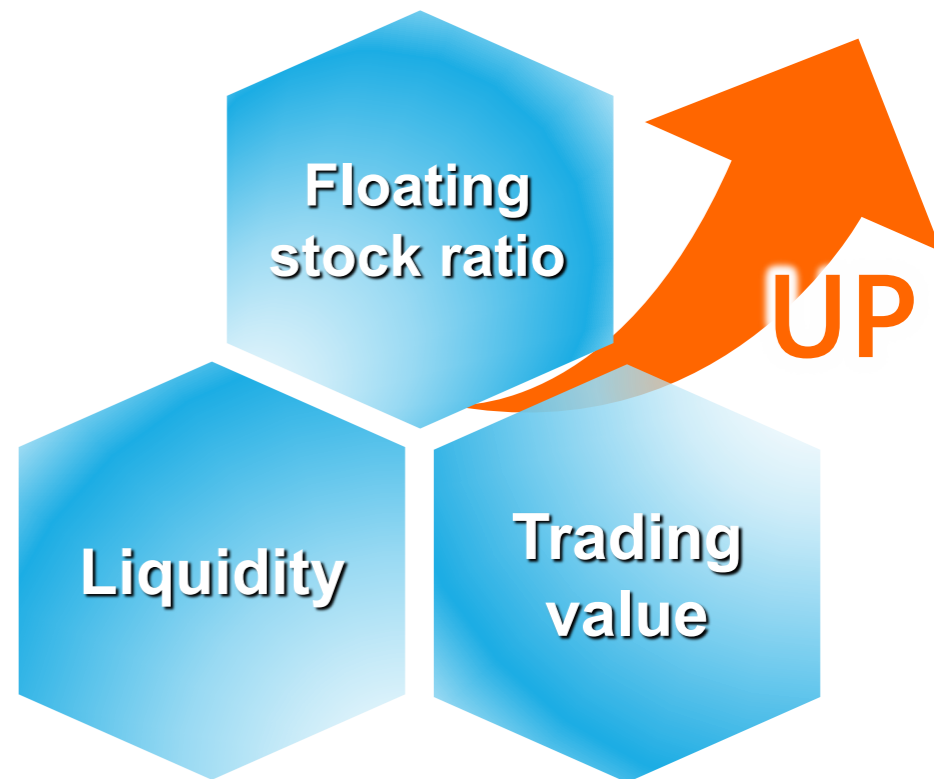 Floating
stock ratio
UP
Liquidity
Trading
value